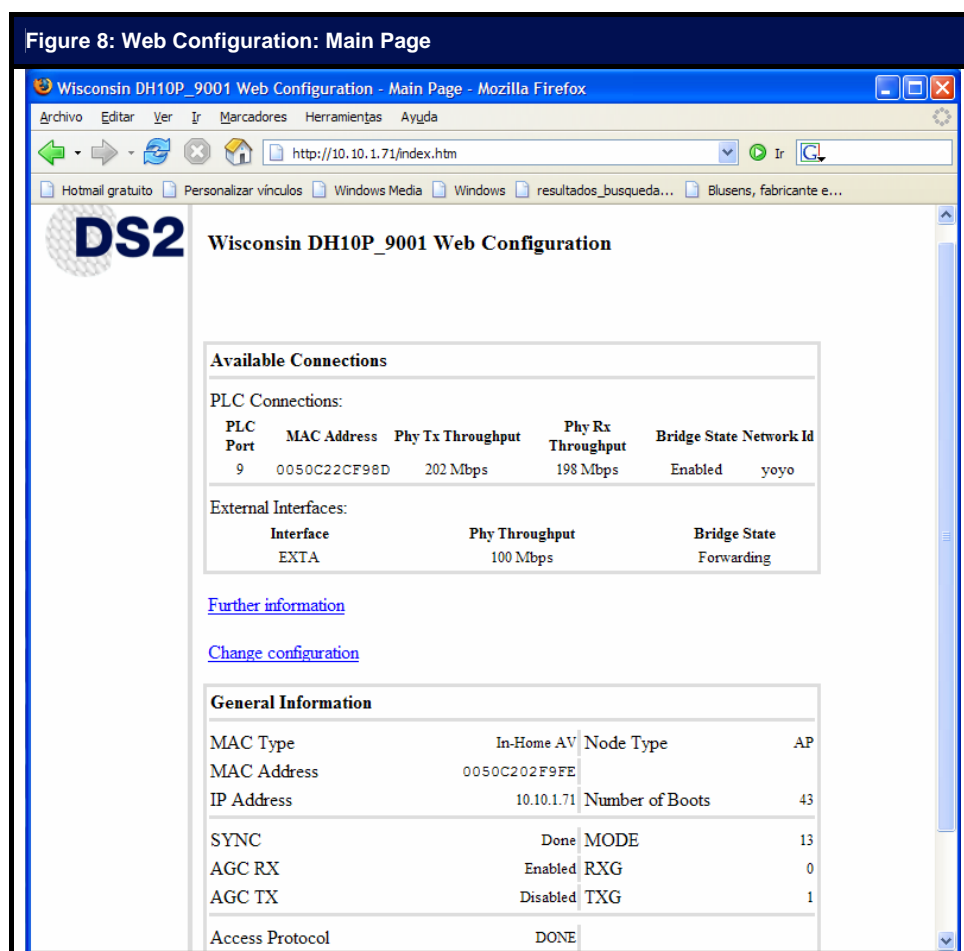 Figure 8: Web Configuration: Main Page
Wisconsin DH10P_9001 Web Configuration - Main Page - Mozilla Firefox
Archivo Editar Ver Ir Marcadores Herramientas Ayuda
http://10.10.1.71/index.htm Ir G
Hotmail gratuito Personalizar vínculos Windows Media Windows resultados_busqueda... Blusens, fabricante e...
DS2
Wisconsin DH10P_9001 Web Configuration
Available Connections
PLC Connections:
PLC Port MAC Address Phy Tx Throughput Phy Rx Throughput Bridge State Network Id
9 0050C22CF98D 202 Mbps 198 Mbps Enabled yoyo
External Interfaces:
Interface Phy Throughput Bridge State
EXTA 100 Mbps Forwarding
Further information
Change configuration
General Information
MAC Type In-Home AV Node Type AP
MAC Address 0050C202F9FE
IP Address 10.10.1.71 Number of Boots 43
SYNC Done MODE 13
AGC RX Enabled RXG 0
AGC TX Disabled TXG 1
Access Protocol DONE